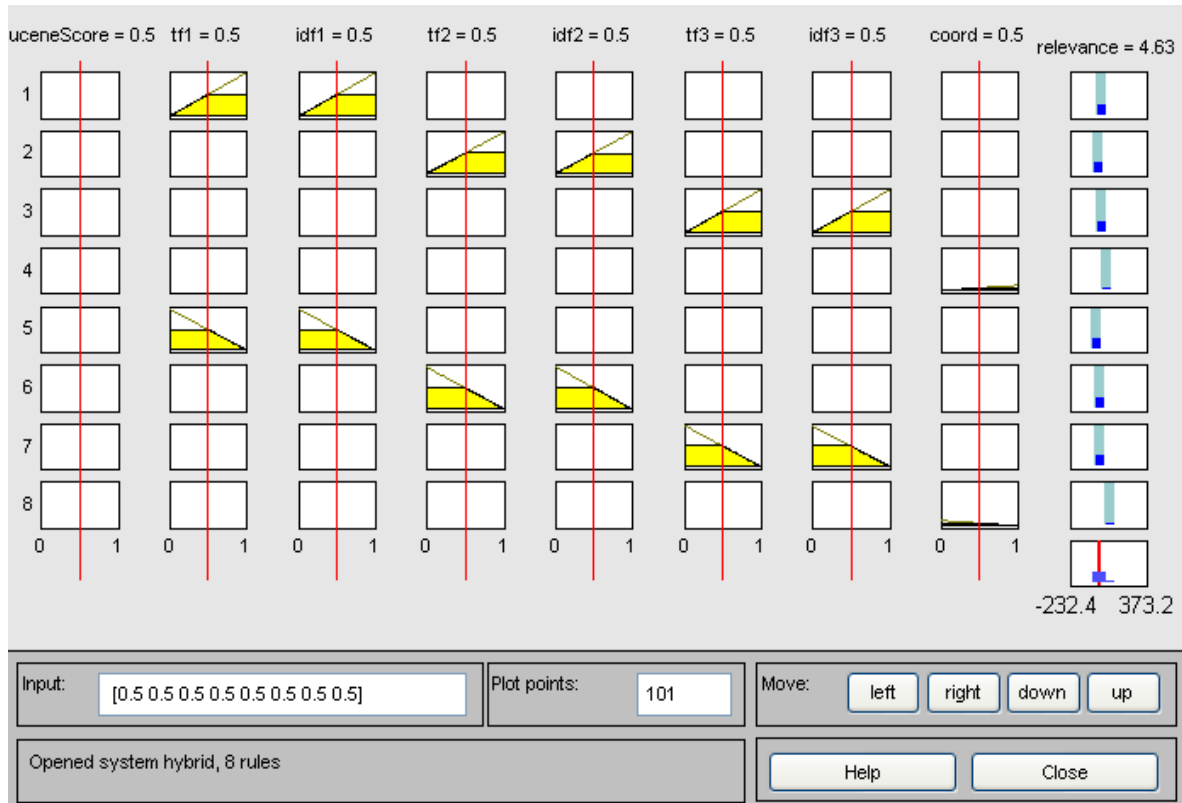 uceneScore = 0.5 tf1 = 0.5 idf1 = 0.5 tf2 = 0.5 idf2 = 0.5 tf3 = 0.5 idf3 = 0.5 coord = 0.5 relevance = 4.63
1
2
3
4
5
6
7
8
0 1 0 1 0 1 0 1 0 1 0 1 0 1 0 1
-232.4 373.2
Input: [0.5 0.5 0.5 0.5 0.5 0.5 0.5 0.5] Plot points: 101 Move: left right down up
Opened system hybrid, 8 rules Help Close